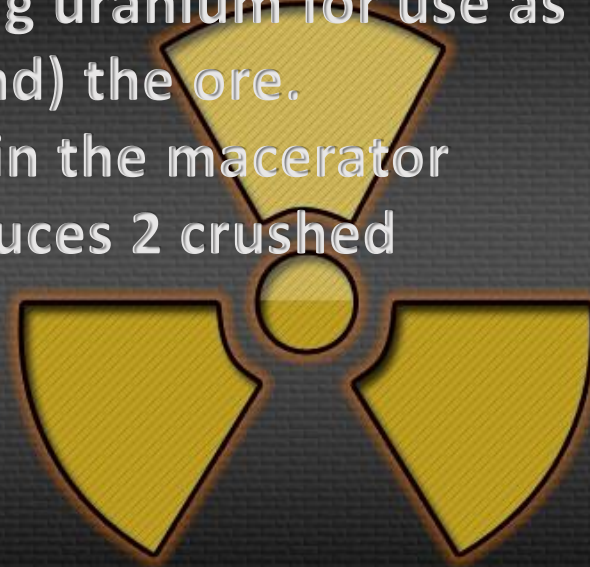 g uranium for use as
nd) the ore.
in the macerator
uces 2 crushed